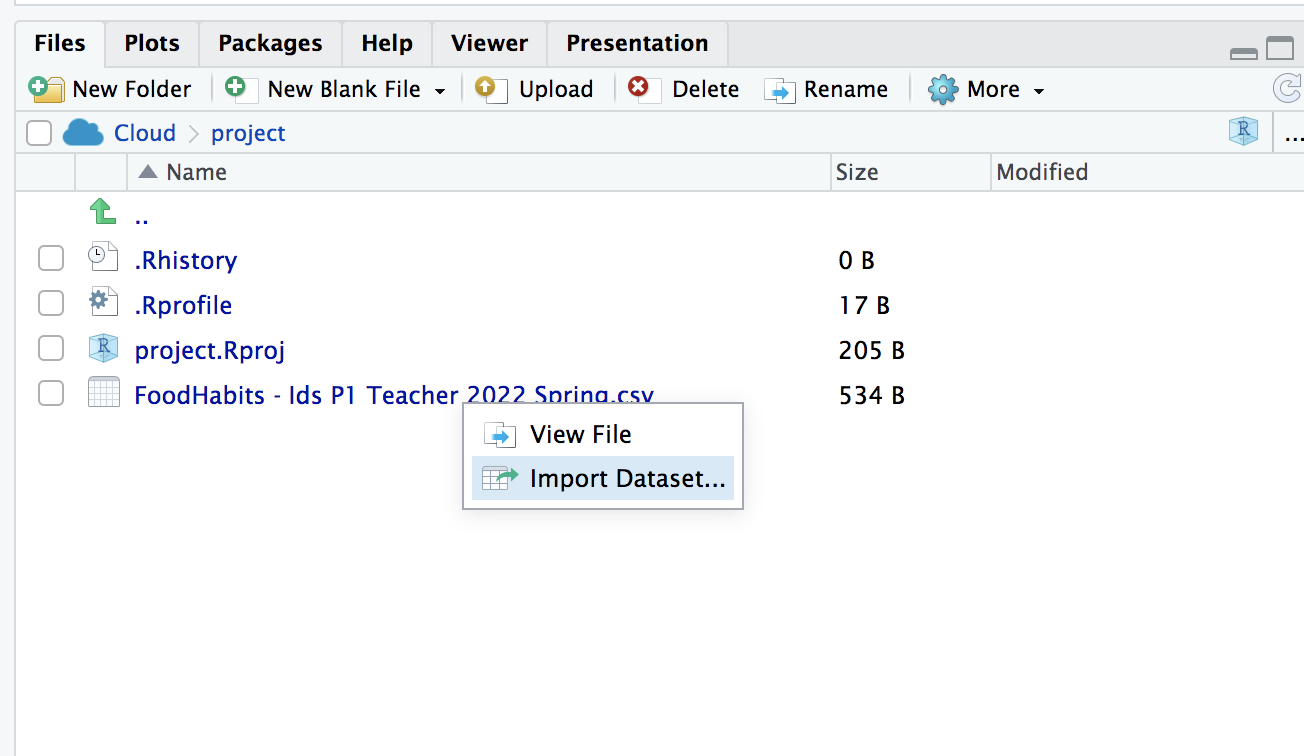 Files Plots Packages Help Viewer Presentation
New Folder New Blank File Upload Delete Rename More
Cloud project R ...
Name Size Modified
..
.Rhistory 0 B
.Rprofile 17 B
R project.Rproj 205 B
FoodHabits - Ids P1 Teacher 2022 Spring.csv 534 B
View File
Import Dataset...